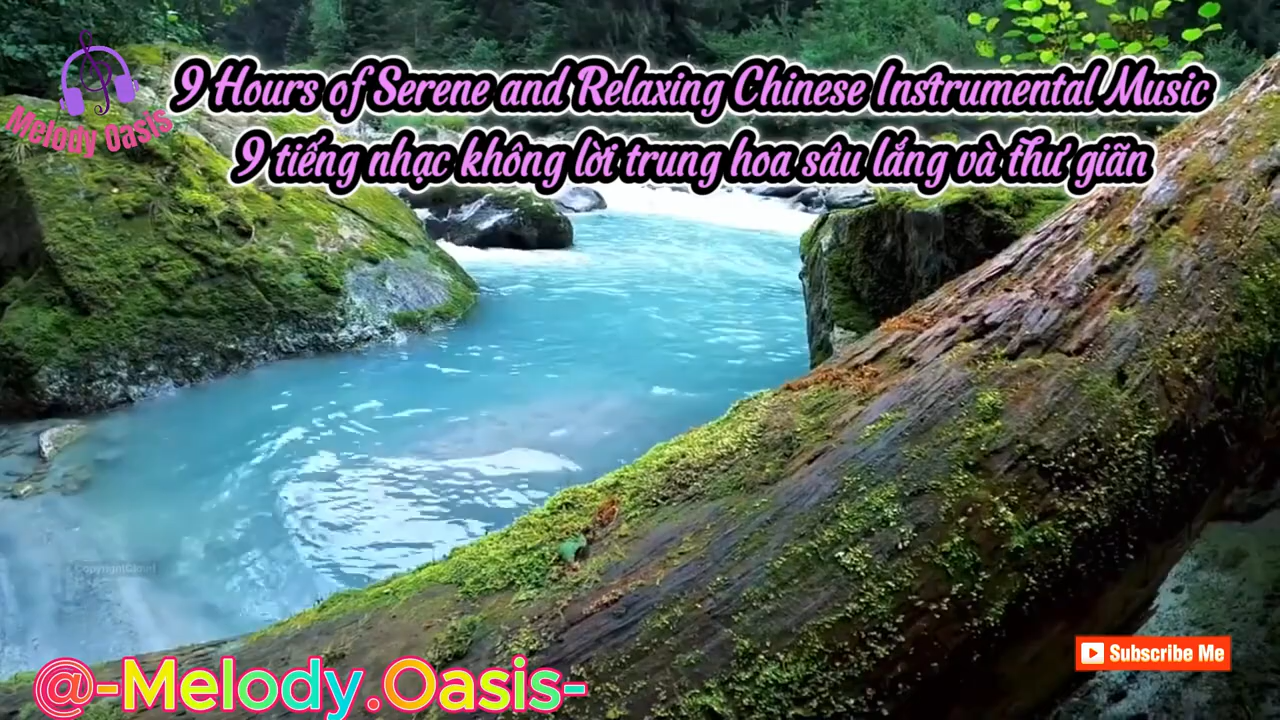 9 Hours of Serene and Relaxing Chinese Instrumental Music
9 tiếng nhạc không lời trung hoa sâu lắng và thư giãn
Melody Oasis
@-Melody.Oasis-
Subscribe Me